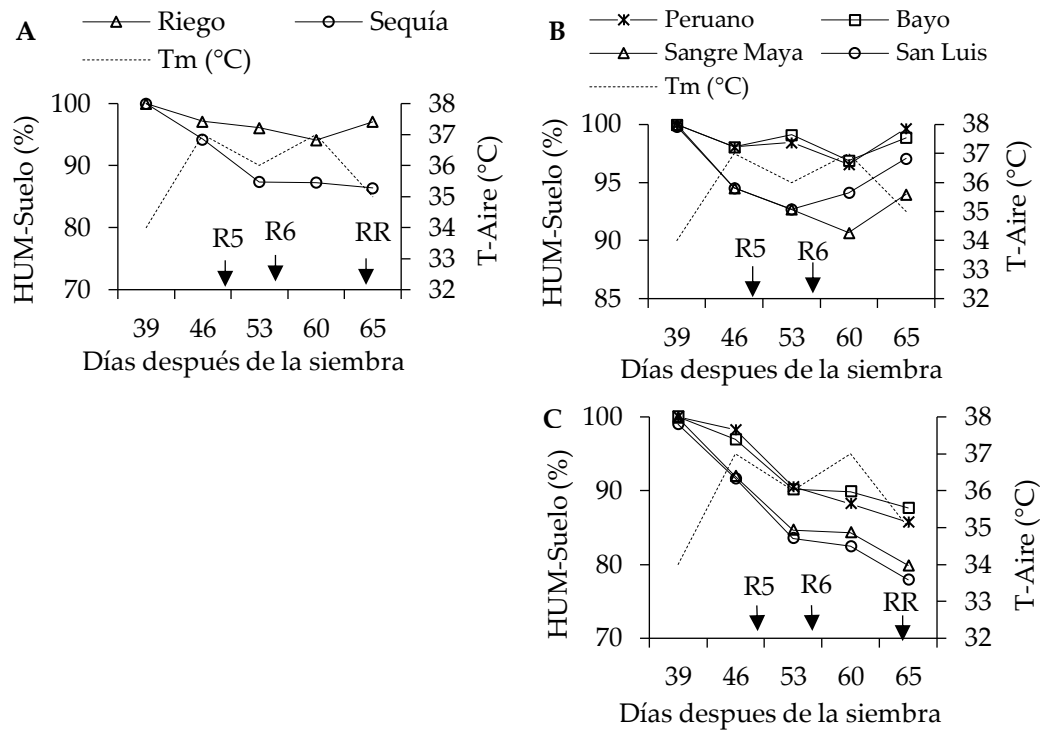 A
Riego
Sequía
Tm (°C)
HUM-Suelo (%)
100
90
80
70
38
37
36
35
34
33
32
T-Aire (°C)
R5
R6
RR
39 46 53 60 65
Días después de la siembra
B
Peruano
Bayo
Sangre Maya
San Luis
Tm (°C)
HUM-Suelo (%)
100
95
90
85
38
37
36
35
34
33
32
T-Aire (°C)
R5
R6
39 46 53 60 65
Días despues de la siembra
C
HUM-Suelo (%)
100
90
80
70
38
37
36
35
34
33
32
T-Aire (°C)
R5
R6
RR
39 46 53 60 65
Días despues de la siembra